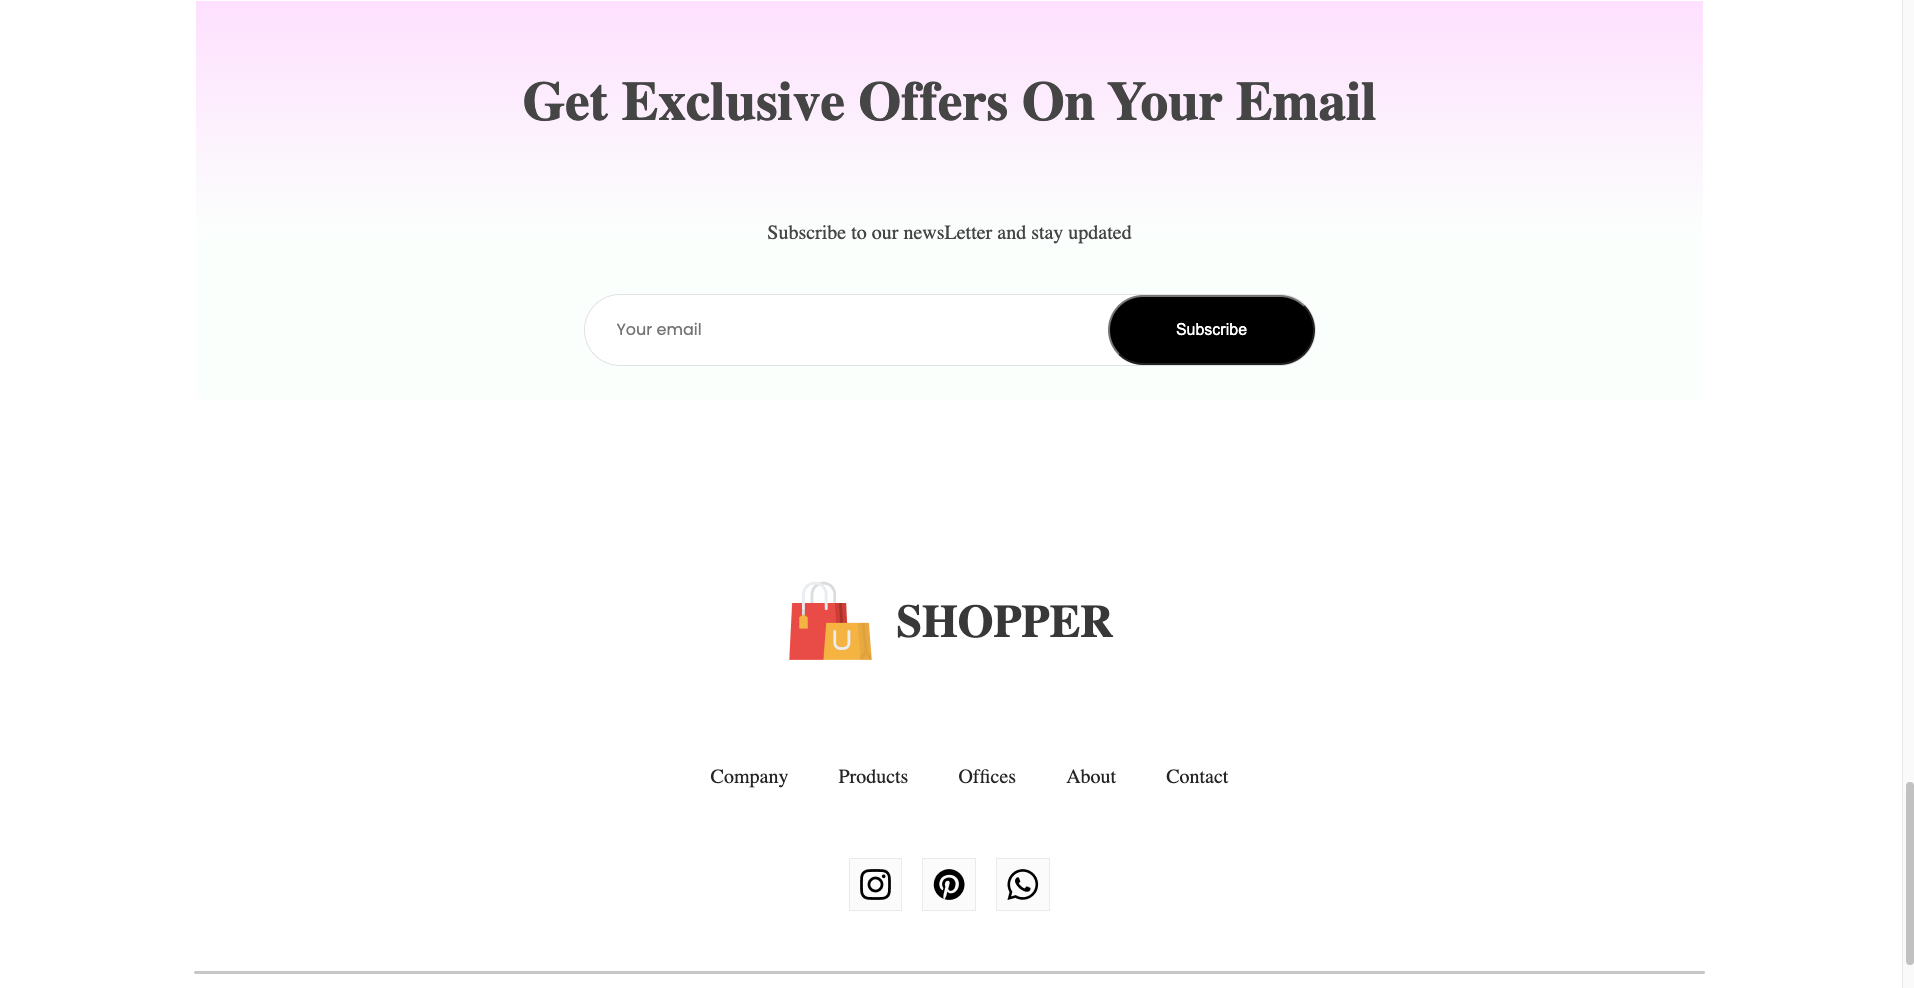 Get Exclusive Offers On Your Email
Subscribe to our newsLetter and stay updated
Your email Subscribe
SHOPPER
Company Products Offices About Contact